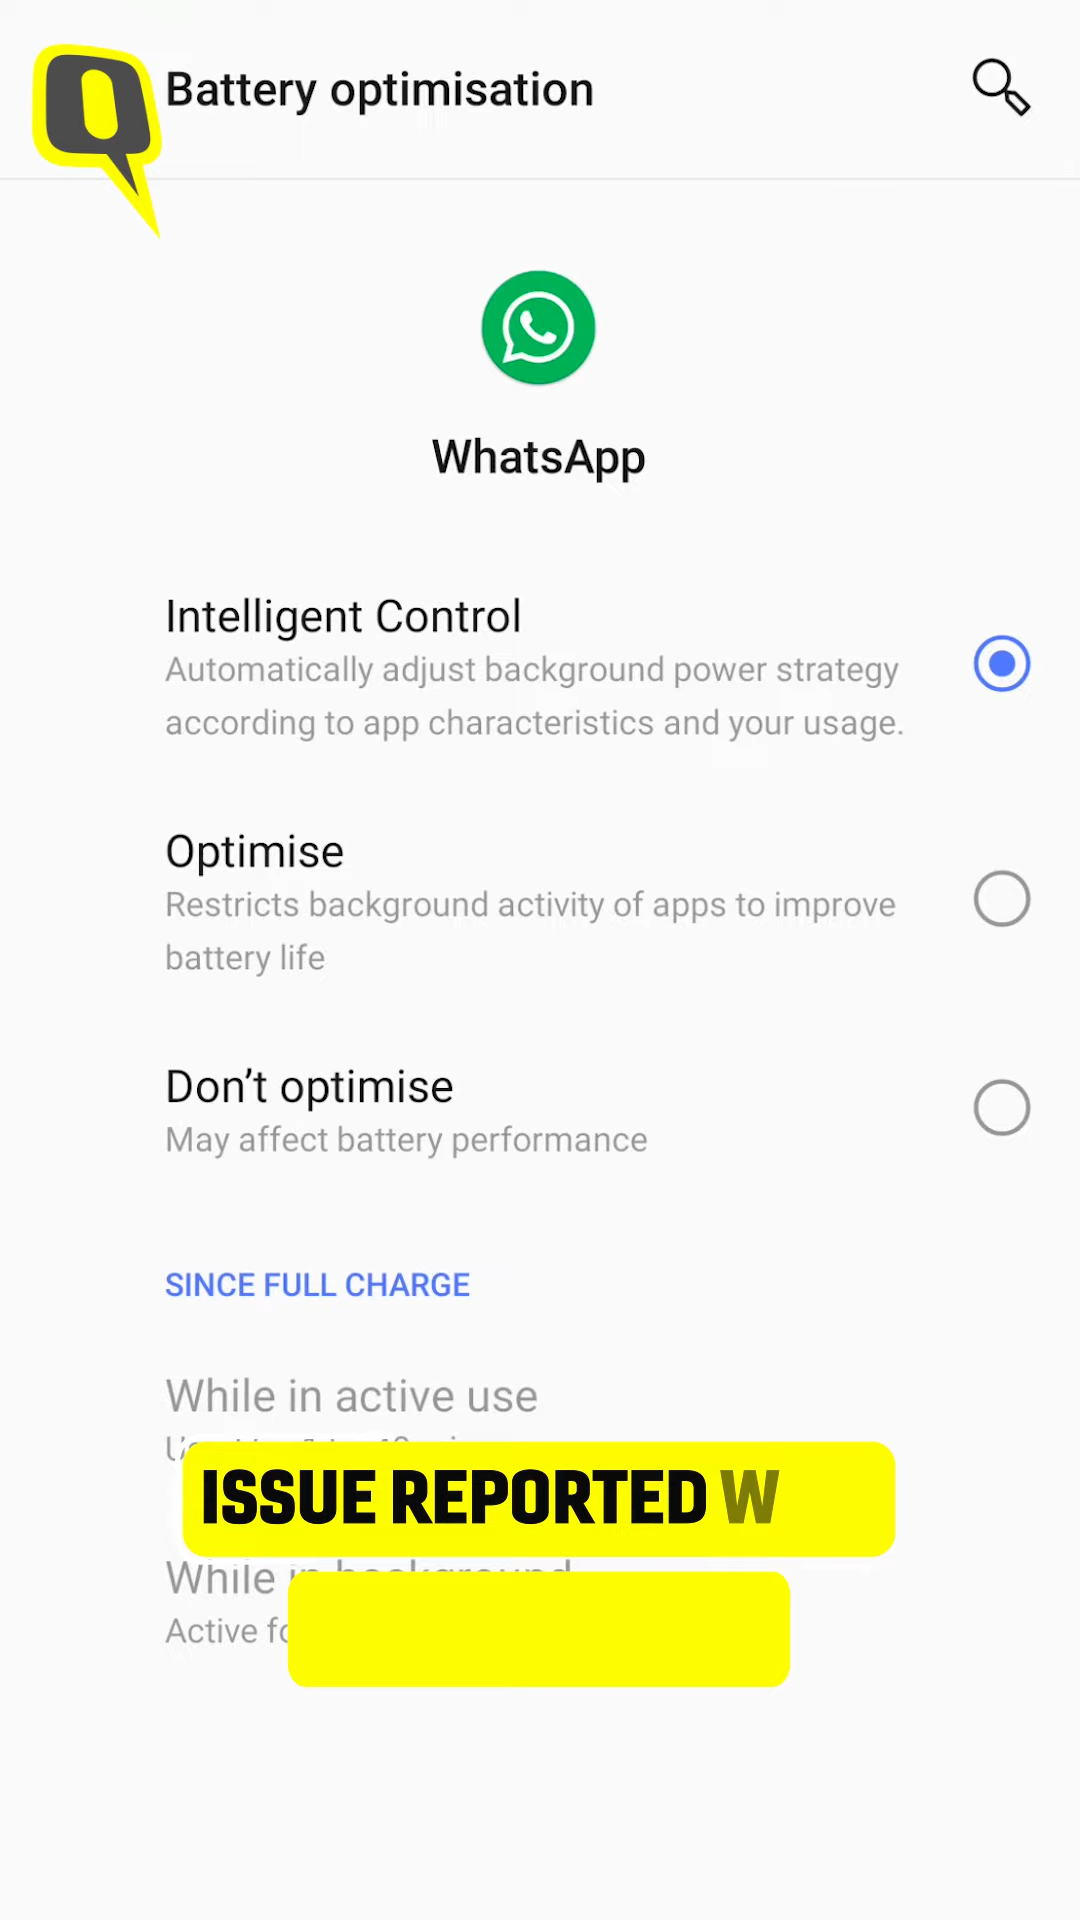 Battery optimisation
WhatsApp
Intelligent Control
Automatically adjust background power strategy
according to app characteristics and your usage.
Optimise
Restricts background activity of apps to improve
battery life
Don’t optimise
May affect battery performance
SINCE FULL CHARGE
While in active use
ISSUE REPORTED W
While in background
Active